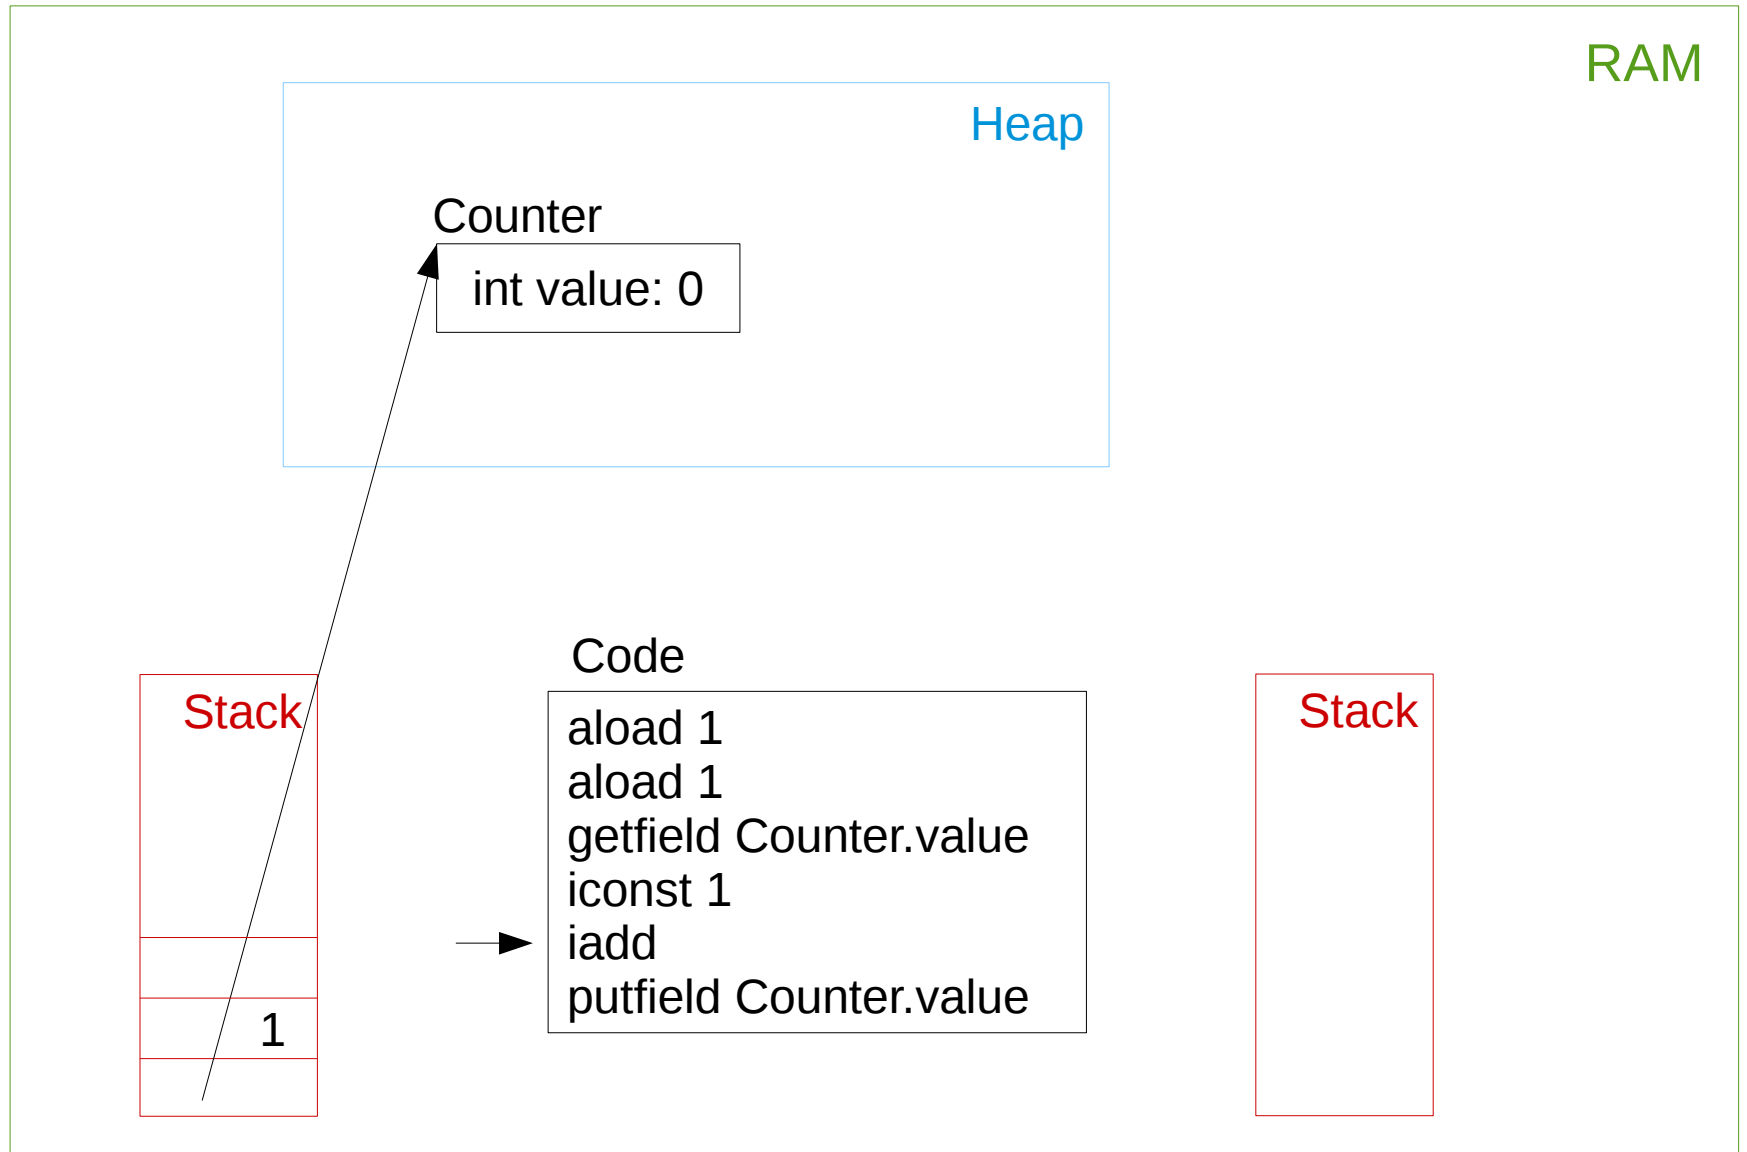 RAM
Heap
Counter
int value: 0
Code
Stack
Stack
aload 1
aload 1
getfield Counter.value
iconst 1
iadd
putfield Counter.value
1